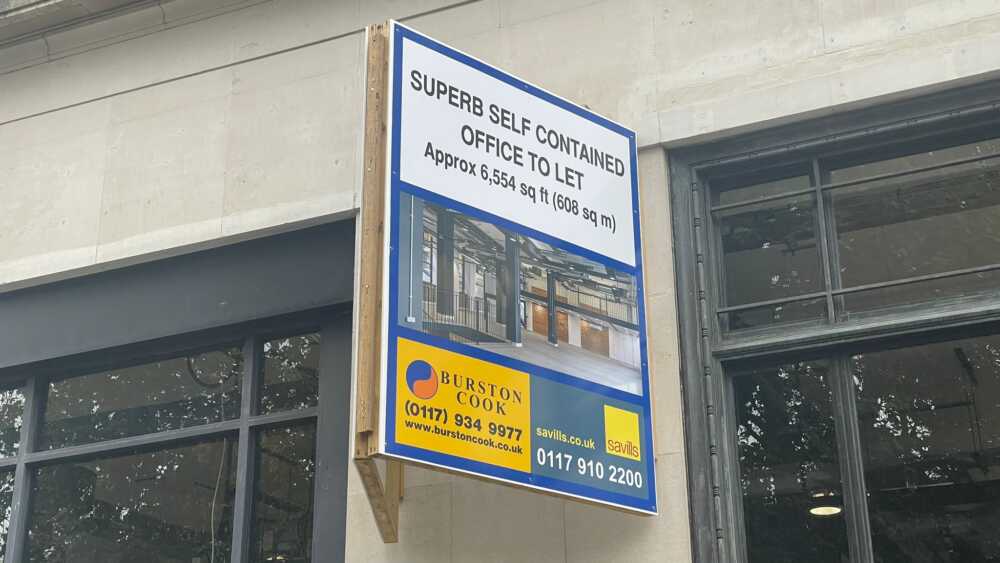 SUPERB SELF CONTAINED
OFFICE TO LET
Approx 6,554 sq ft (608 sq m)
BURSTON
COOK
(0117) 934 9977
www.burstoncook.co.uk
savills.co.uk
savills
0117 910 2200